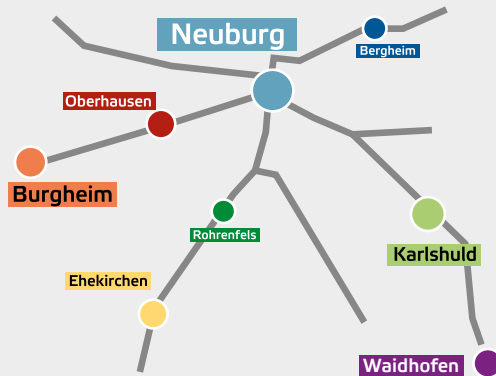 Neuburg
Bergheim
Oberhausen
Burgheim
Rohrenfels
Karlshuld
Ehekirchen
Waidhofen